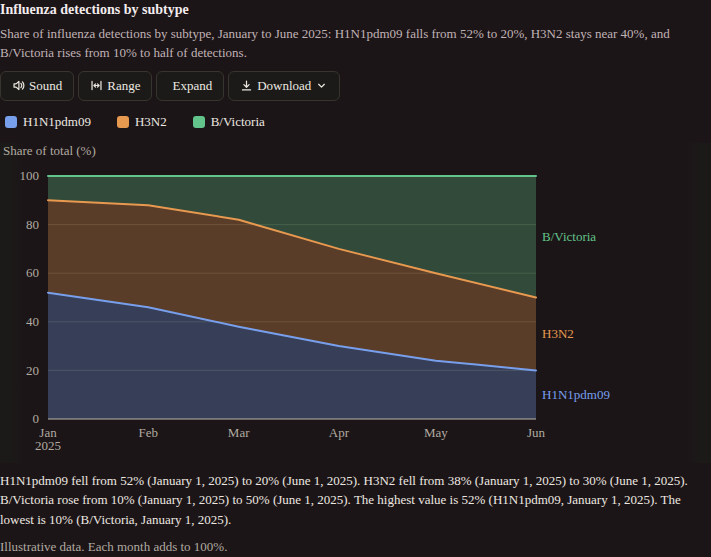 Influenza detections by subtype
Share of influenza detections by subtype, January to June 2025: H1N1pdm09 falls from 52% to 20%, H3N2 stays near 40%, and
B/Victoria rises from 10% to half of detections.
Sound Range Expand Download
H1N1pdm09 H3N2 B/Victoria
Share of total (%)
100
80
60
40
20
0
B/Victoria
H3N2
H1N1pdm09
Jan Feb Mar Apr May Jun
2025
H1N1pdm09 fell from 52% (January 1, 2025) to 20% (June 1, 2025). H3N2 fell from 38% (January 1, 2025) to 30% (June 1, 2025).
B/Victoria rose from 10% (January 1, 2025) to 50% (June 1, 2025). The highest value is 52% (H1N1pdm09, January 1, 2025). The
lowest is 10% (B/Victoria, January 1, 2025).
Illustrative data. Each month adds to 100%.